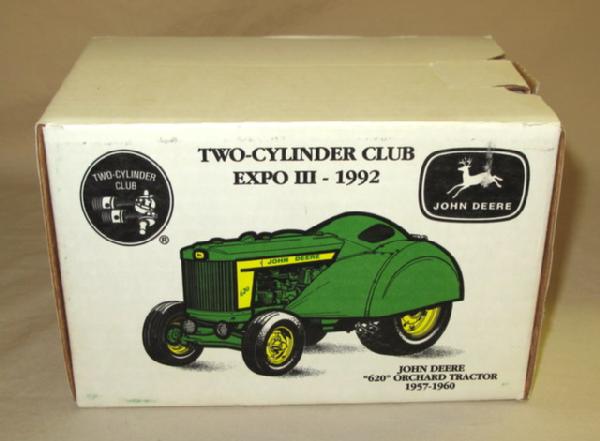 TWO-CYLINDER CLUB
EXPO III - 1992
TWO-CYLINDER
CLUB
®
JOHN DEERE
JOHN DEERE
620
JOHN DEERE
"620" ORCHARD TRACTOR
1957-1960